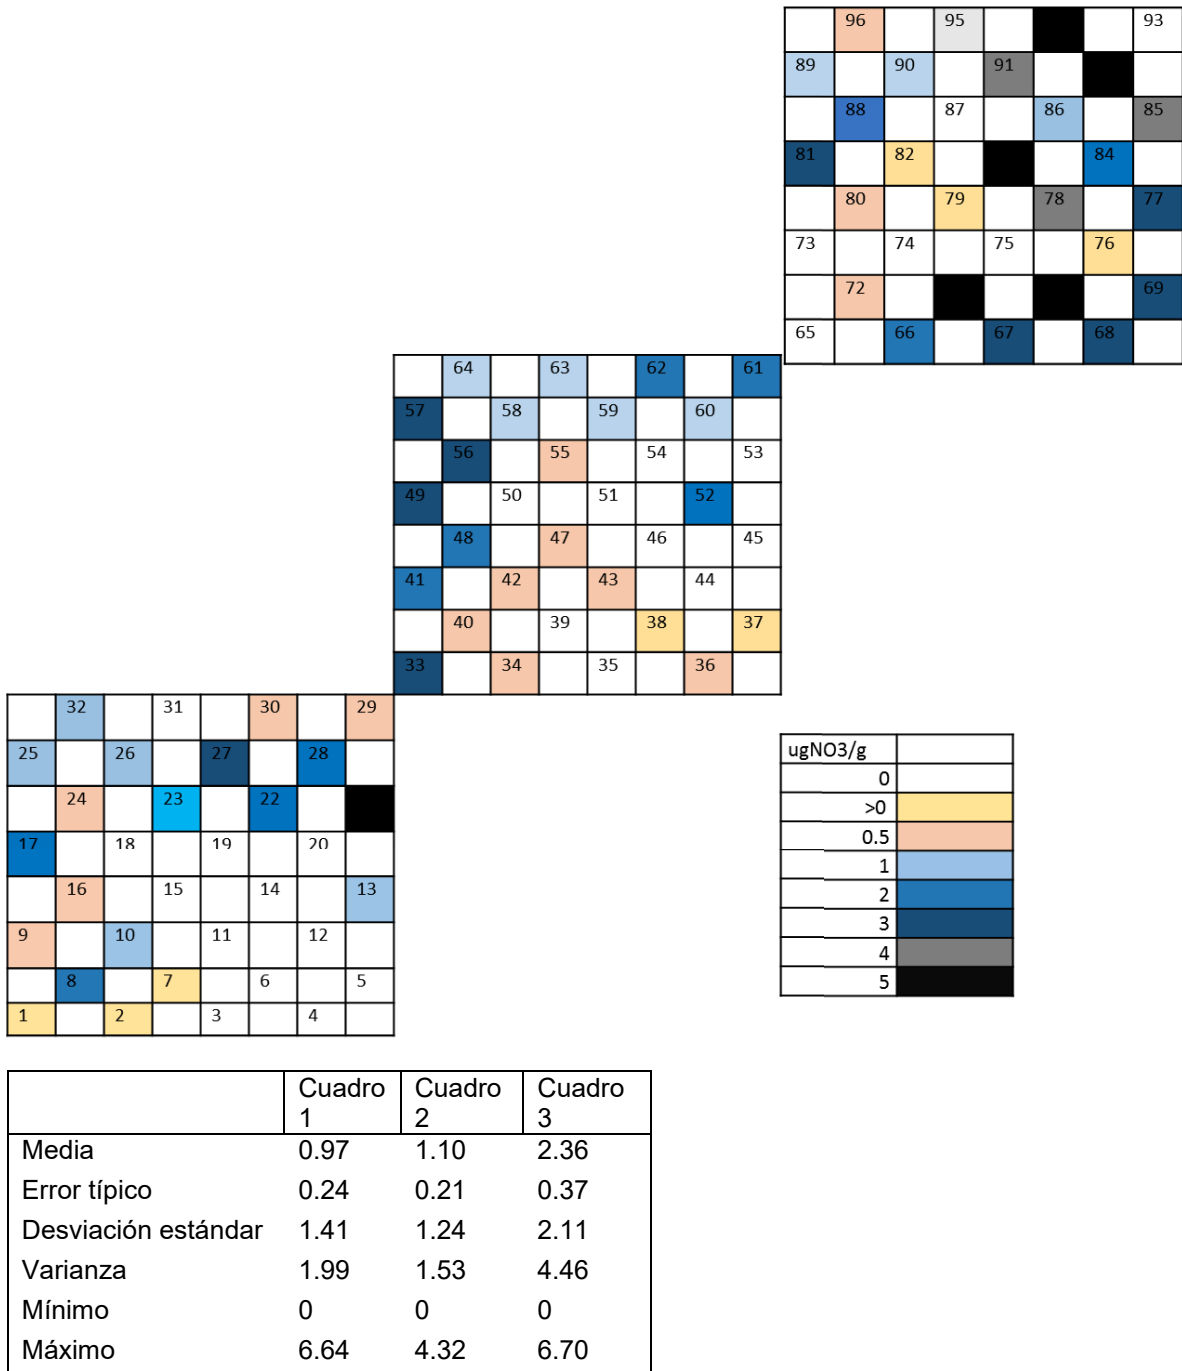 96 95 93
89 90 91
88 87 86 85
81 82 84
80 79 78 77
73 74 75 76
72 69
65 66 67 68
64 63 62 61
57 58 59 60
56 55 54 53
49 50 51 52
48 47 46 45
41 42 43 44
40 39 38 37
33 34 35 36
32 31 30 29
25 26 27 28
24 23 22
17 18 19 20
16 15 14 13
9 10 11 12
8 7 6 5
1 2 3 4
ugNO3/g
0
>0
0.5
1
2
3
4
5
Cuadro 1 Cuadro 2 Cuadro 3
Media 0.97 1.10 2.36
Error típico 0.24 0.21 0.37
Desviación estándar 1.41 1.24 2.11
Varianza 1.99 1.53 4.46
Mínimo 0 0 0
Máximo 6.64 4.32 6.70